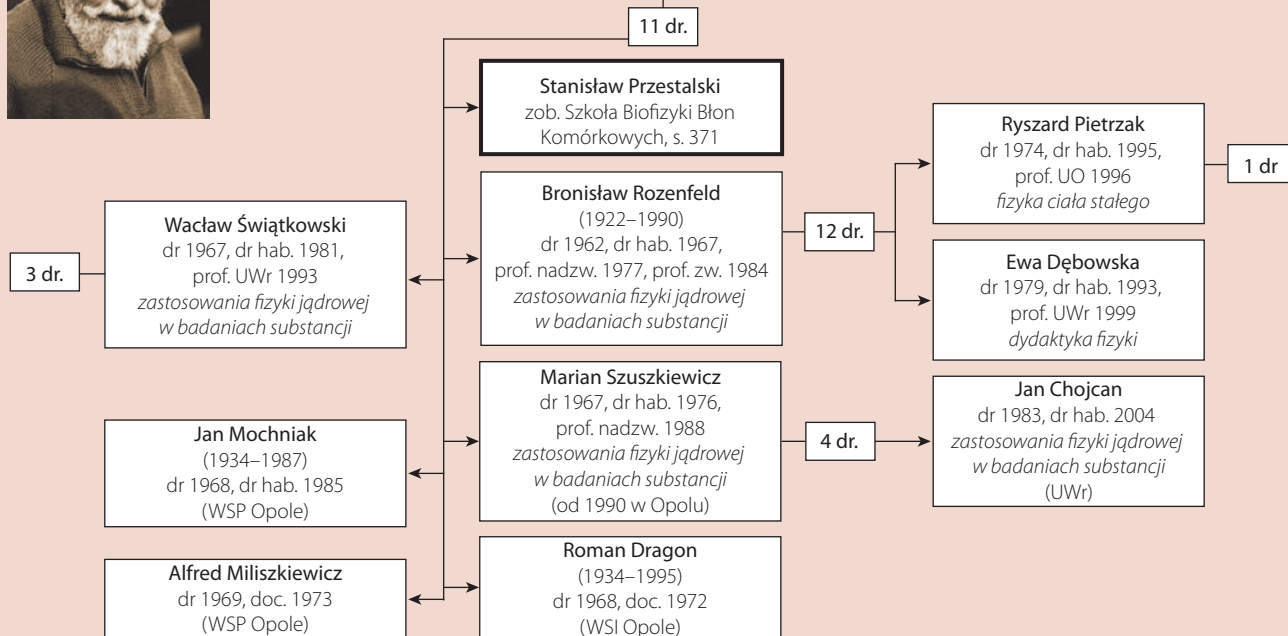 11 dr.
Stanisław Przestalski
zob. Szkoła Biofizyki Błon
Komórkowych, s. 371
Wacław Świątkowski
dr 1967, dr hab. 1981,
prof. UWr 1993
zastosowania fizyki jądrowej
w badaniach substancji
3 dr.
Bronisław Rozenfeld
(1922–1990)
dr 1962, dr hab. 1967,
prof. nadzw. 1977, prof. zw. 1984
zastosowania fizyki jądrowej
w badaniach substancji
12 dr.
Ryszard Pietrzak
dr 1974, dr hab. 1995,
prof. UO 1996
fizyka ciała stałego
1 dr
Ewa Dębowska
dr 1979, dr hab. 1993,
prof. UWr 1999
dydaktyka fizyki
Jan Mochniak
(1934–1987)
dr 1968, dr hab. 1985
(WSP Opole)
Marian Szuszkiewicz
dr 1967, dr hab. 1976,
prof. nadzw. 1988
zastosowania fizyki jądrowej
w badaniach substancji
(od 1990 w Opolu)
4 dr.
Jan Chojcan
dr 1983, dr hab. 2004
zastosowania fizyki jądrowej
w badaniach substancji
(UWr)
Alfred Miliszkiewicz
dr 1969, doc. 1973
(WSP Opole)
Roman Dragon
(1934–1995)
dr 1968, doc. 1972
(WSI Opole)